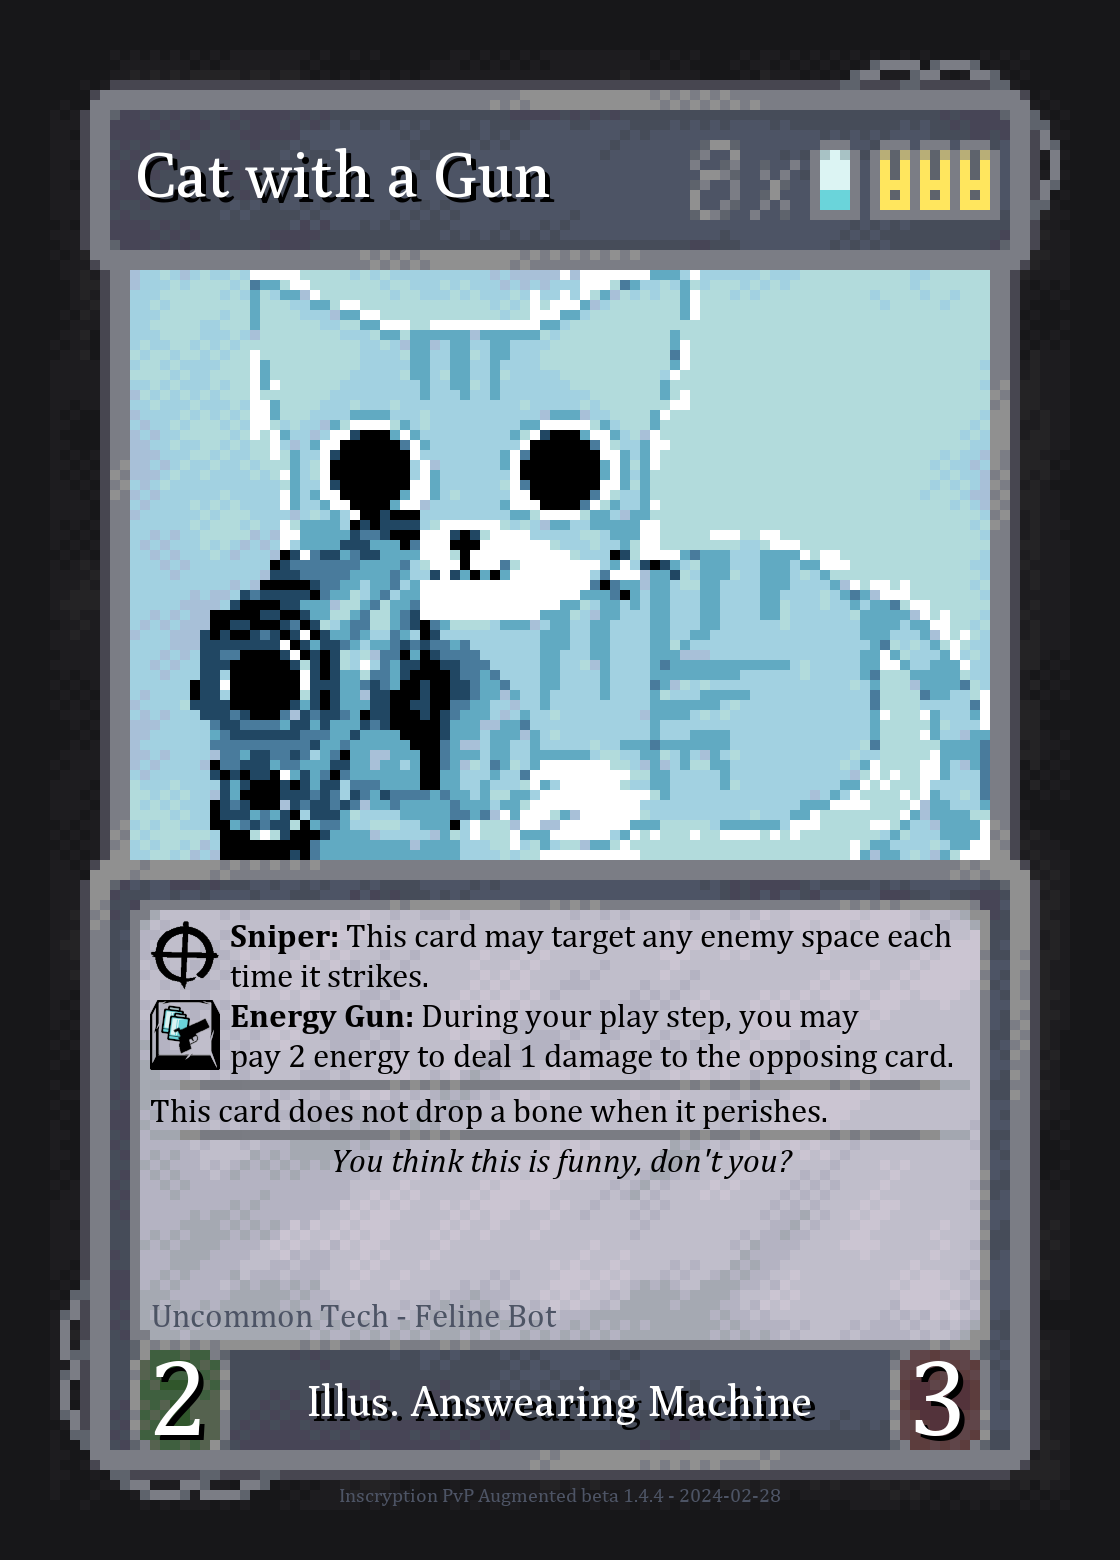 Cat with a Gun 8x
Sniper: This card may target any enemy space each
time it strikes.
Energy Gun: During your play step, you may
pay 2 energy to deal 1 damage to the opposing card.
This card does not drop a bone when it perishes.
You think this is funny, don't you?
Uncommon Tech - Feline Bot
2 Illus. Answearing Machine 3
Inscryption PvP Augmented beta 1.4.4 - 2024-02-28